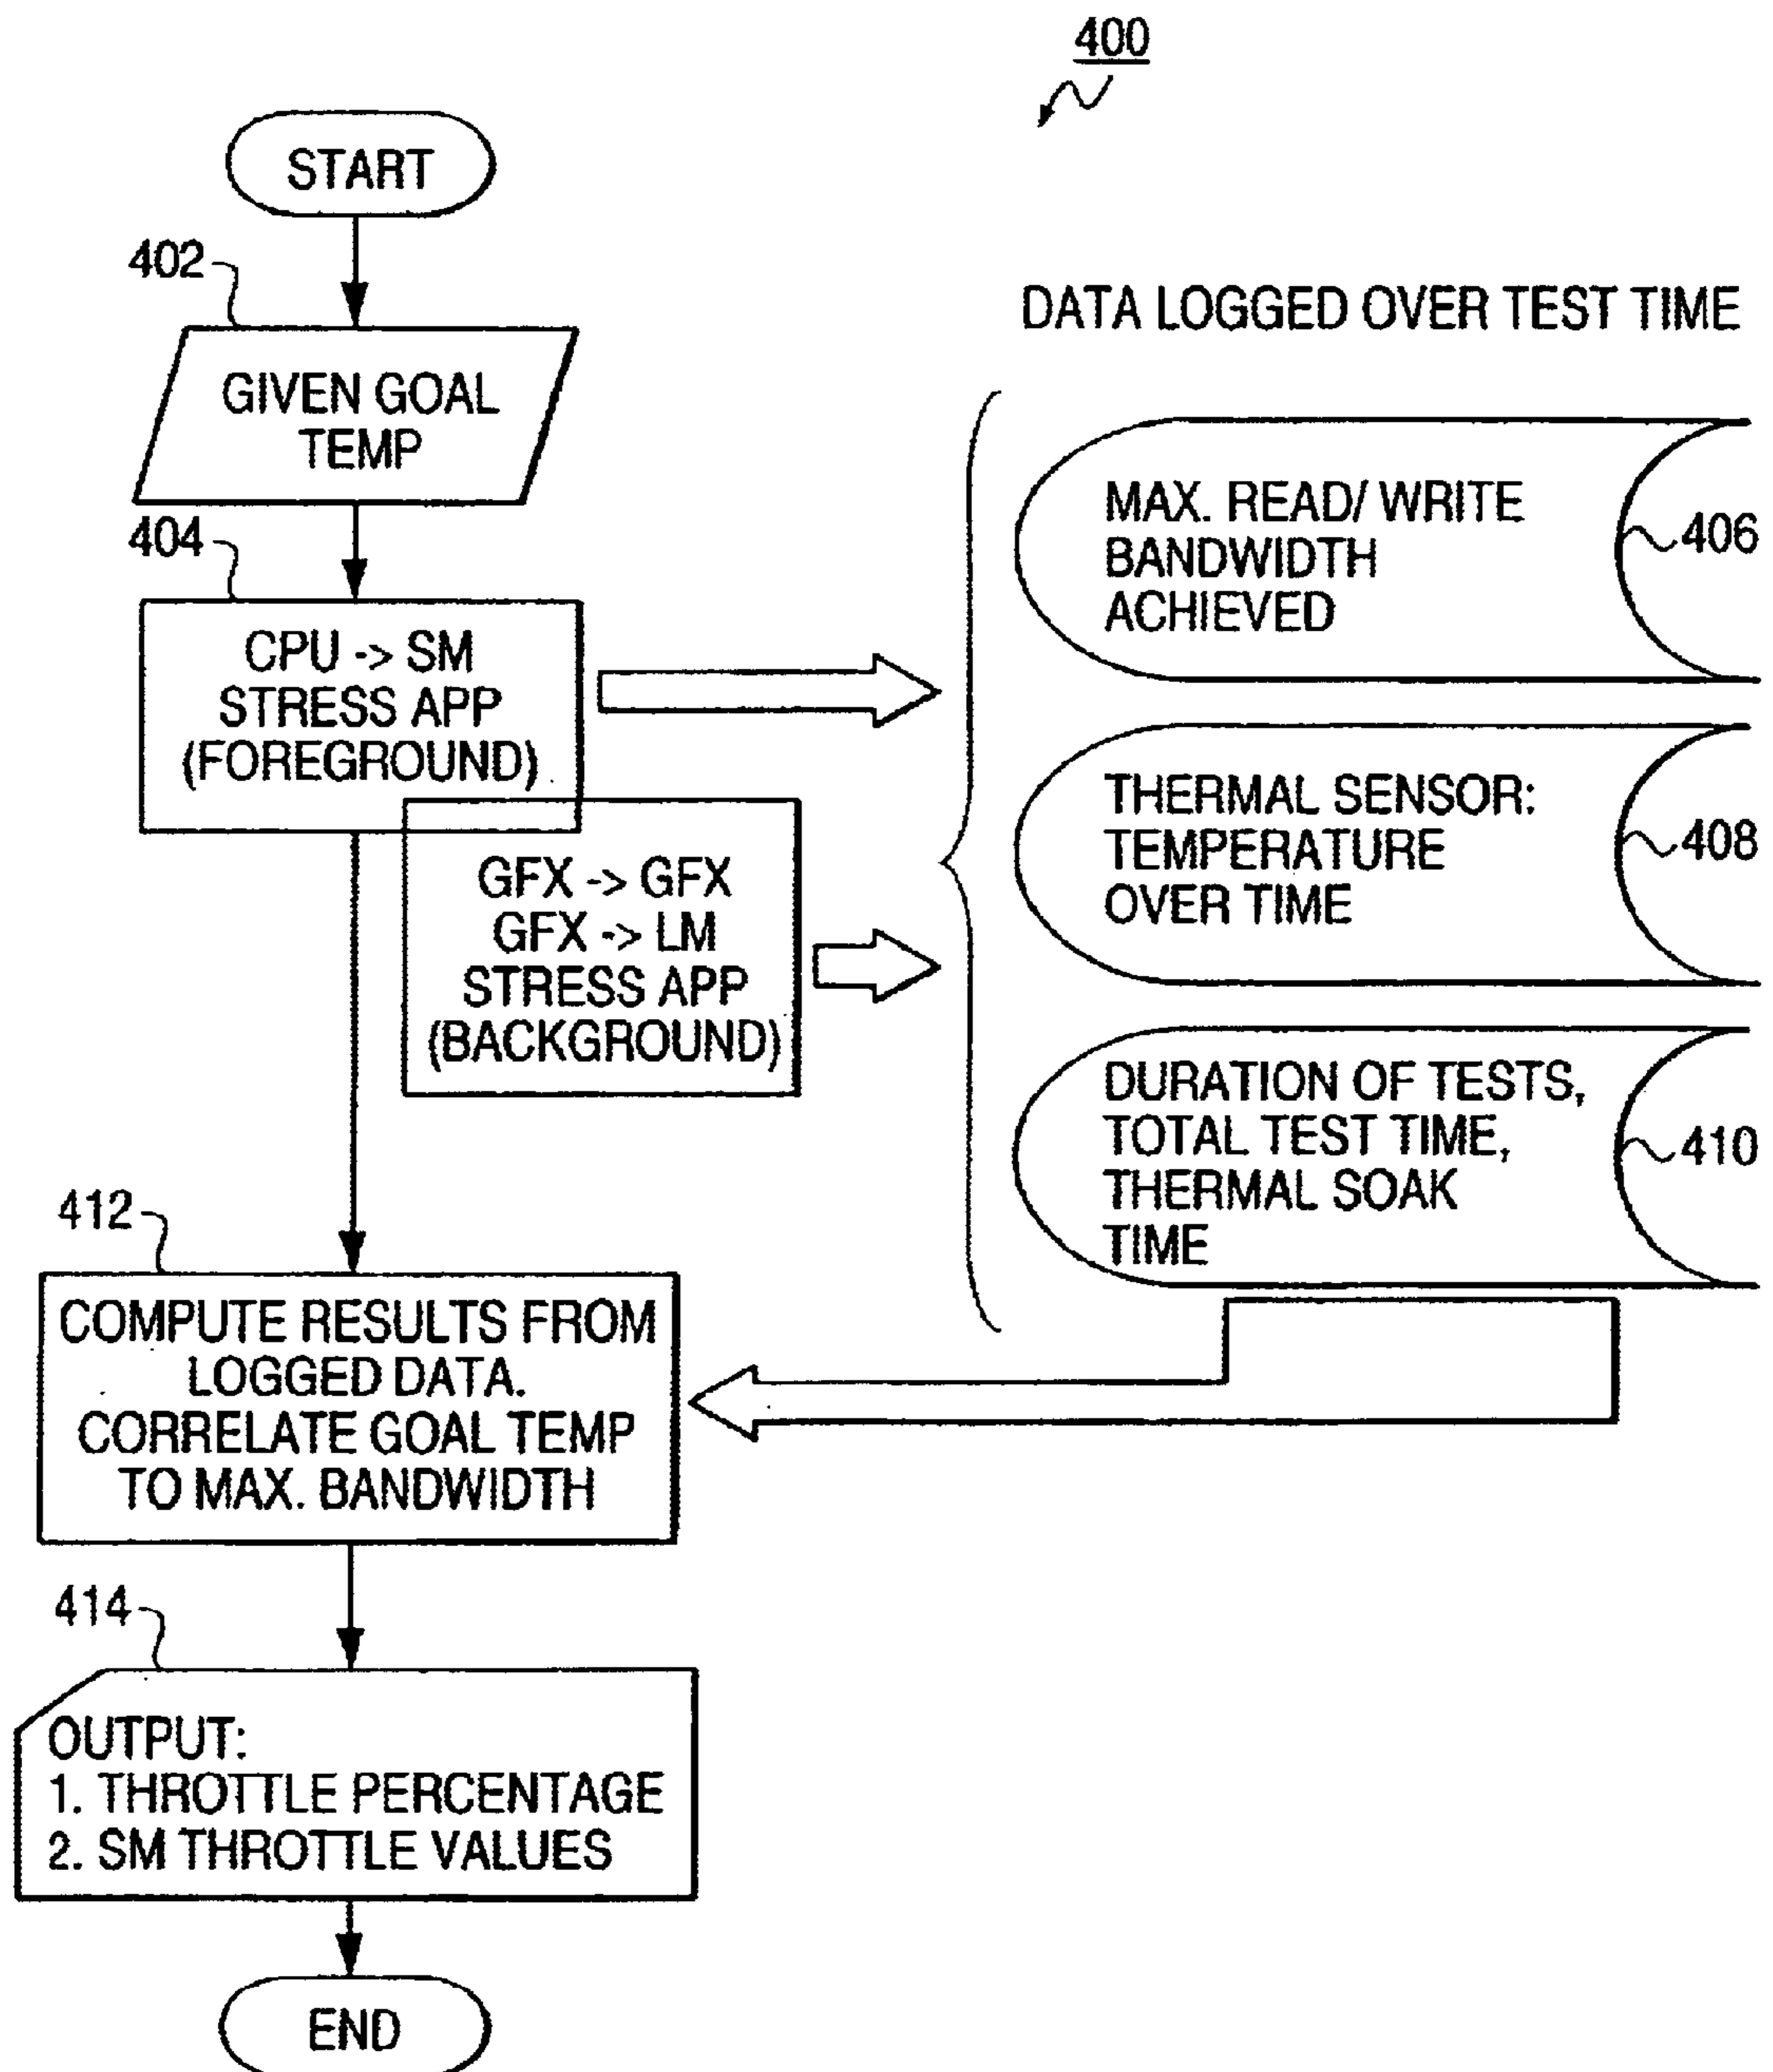 400
START
402
GIVEN GOAL
TEMP
404
CPU -> SM
STRESS APP
(FOREGROUND)
GFX -> GFX
GFX -> LM
STRESS APP
(BACKGROUND)
DATA LOGGED OVER TEST TIME
MAX. READ/ WRITE
BANDWIDTH
ACHIEVED
406
THERMAL SENSOR:
TEMPERATURE
OVER TIME
408
DURATION OF TESTS,
TOTAL TEST TIME,
THERMAL SOAK
TIME
410
412
COMPUTE RESULTS FROM
LOGGED DATA.
CORRELATE GOAL TEMP
TO MAX. BANDWIDTH
414
OUTPUT:
1. THROTTLE PERCENTAGE
2. SM THROTTLE VALUES
END